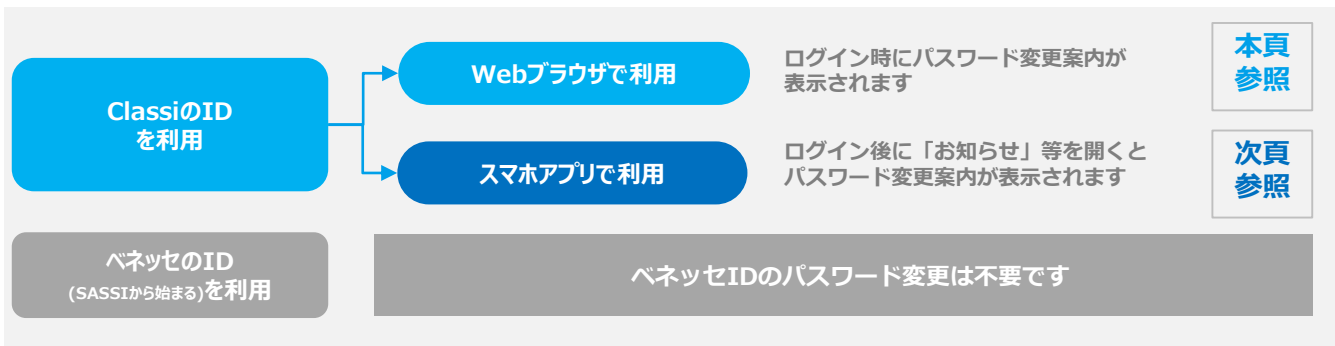 ClassiのID
を利用
Webブラウザで利用
ログイン時にパスワード変更案内が
表示されます
本頁
参照
スマホアプリで利用
ログイン後に「お知らせ」等を開くと
パスワード変更案内が表示されます
次頁
参照
ベネッセのID
(SASSIから始まる)を利用
ベネッセIDのパスワード変更は不要です